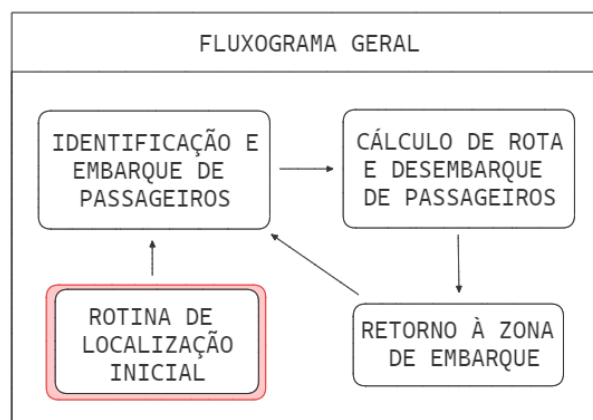 FLUXOGRAMA GERAL
IDENTIFICAÇÃO E
EMBARQUE DE
PASSAGEIROS
CÁLCULO DE ROTA
E DESEMBARQUE
DE PASSAGEIROS
ROTINA DE
LOCALIZAÇÃO
INICIAL
RETORNO À ZONA
DE EMBARQUE